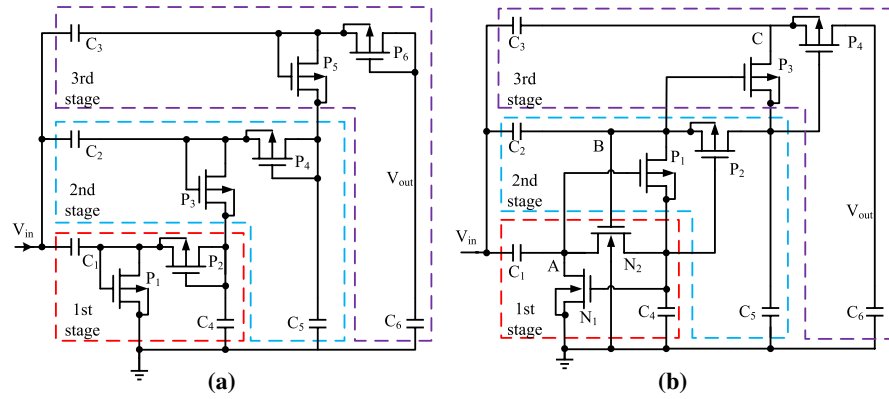 C3
P6
P5
3rd
stage
C2
P4
Vout
P3
2nd
stage
Vin
C1
P1
P2
1st
stage
C4
C5
C6
(a)
C3
C
P4
P3
3rd
stage
C2
B
P1
P2
2nd
stage
Vout
Vin
C1
A
N2
1st
stage
N1
C4
C5
C6
(b)